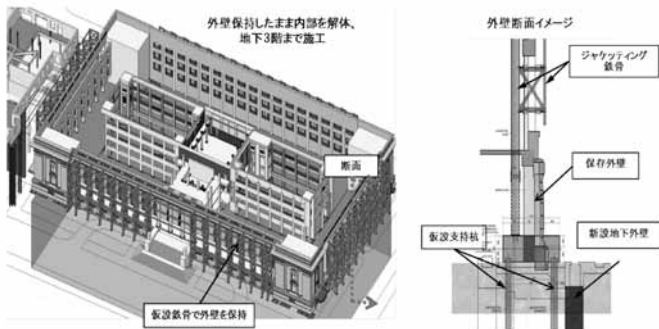 外壁保持したまま内部を解体、
地下3階まで施工
断面
仮設鉄骨で外壁を保持
外壁断面イメージ
ジャケッティング
鉄骨
保存外壁
仮設支持杭
新設地下外壁